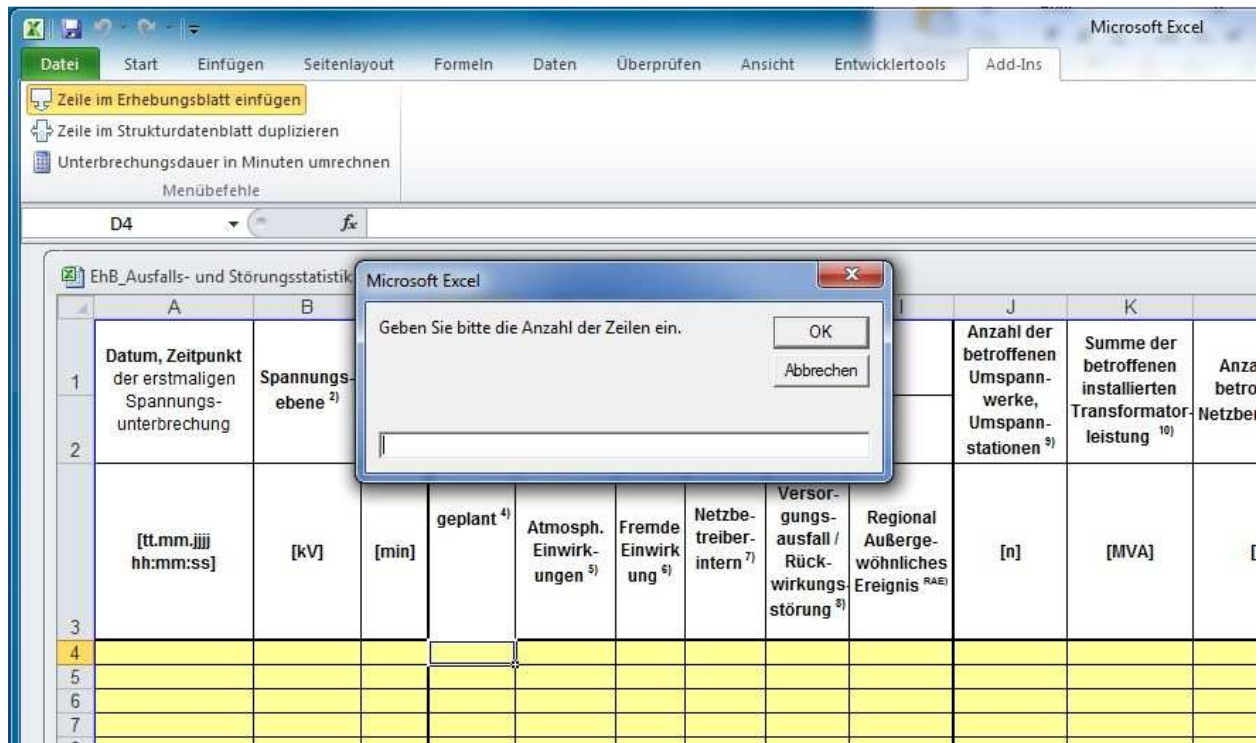 Microsoft Excel
Datei Start Einfügen Seitenlayout Formeln Daten Überprüfen Ansicht Entwicklertools Add-Ins
Zeile im Erhebungsblatt einfügen
Zeile im Strukturdatenblatt duplizieren
Unterbrechungsdauer in Minuten umrechnen
Menübefehle
D4 fx
EhB_Ausfalls- und Störungsstatistik
Microsoft Excel
Geben Sie bitte die Anzahl der Zeilen ein.
OK
Abbrechen
A B I J K
1
2
Datum, Zeitpunkt
der erstmaligen
Spannungs-
unterbrechung
Spannungs-
ebene 2)
Anzahl der
betroffenen
Umspann-
werke,
Umspann-
stationen 9)
Summe der
betroffenen
installierten
Transformator-
leistung 10)
Anza
betro
Netzber
3
[tt.mm.jjjj
hh:mm:ss]
[kV]
[min]
geplant 4)
Atmosph.
Einwirk-
ungen 5)
Fremde
Einwirk
ung 6)
Netzbe-
treiber-
intern 7)
Versor-
gungs-
ausfall /
Rück-
wirkungs-
störung 8)
Regional
Außerge-
wöhnliches
Ereignis RAE)
[n]
[MVA]
[
4
5
6
7